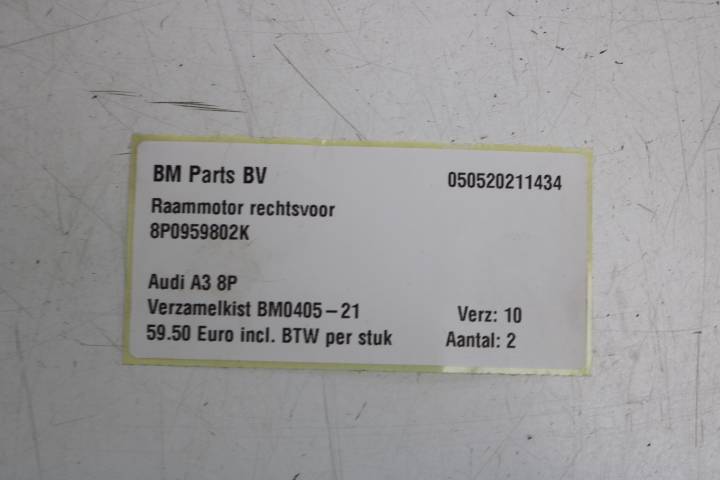 BM Parts BV 050520211434
Raammotor rechtsvoor
8P0959802K
Audi A3 8P
Verzamelkist BM0405-21 Verz: 10
59.50 Euro incl. BTW per stuk Aantal: 2